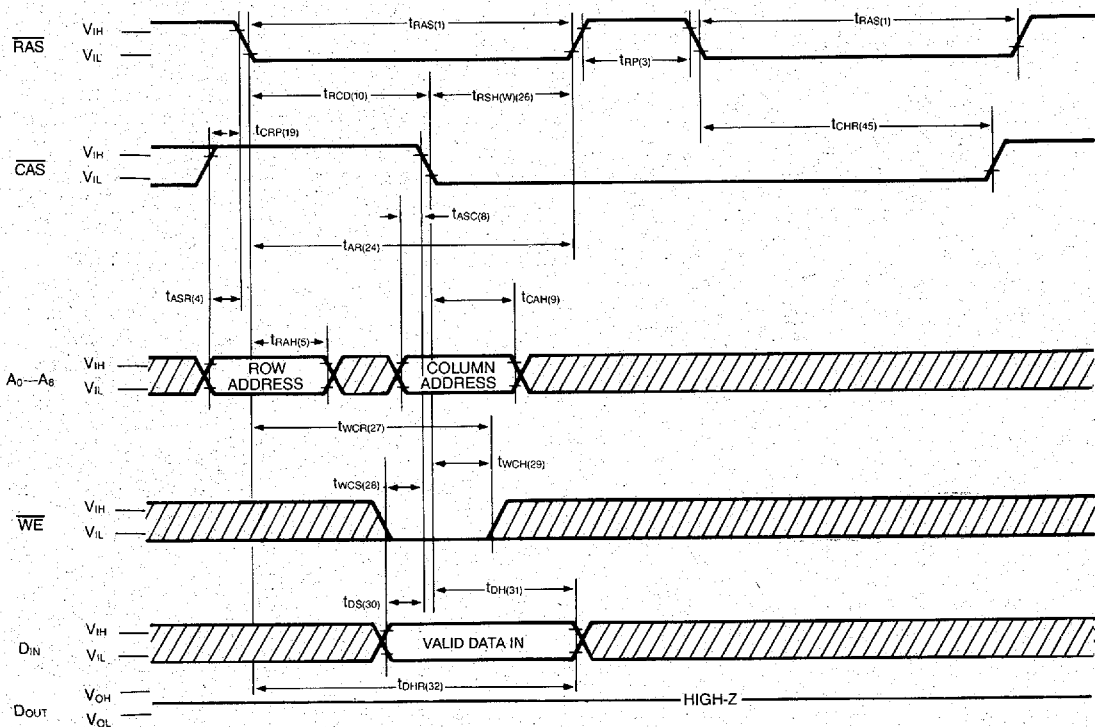 tRAS(1) tRAS(1)
RAS VIH
VIL
tRP(3)
tRCD(10) tRSH(W)(26)
tCRP(19) tCHR(45)
CAS VIH
VIL
tASC(8)
tAR(24)
tASR(4) tCAH(9)
tRAH(5)
A0—A8 VIH
VIL
ROW ADDRESS
COLUMN ADDRESS
tWCR(27)
tWCH(29)
tWCS(28)
WE VIH
VIL
tDH(31)
tDS(30)
DIN VIH
VIL
VALID DATA IN
tDHR(32)
DOUT VOH
VOL
HIGH-Z